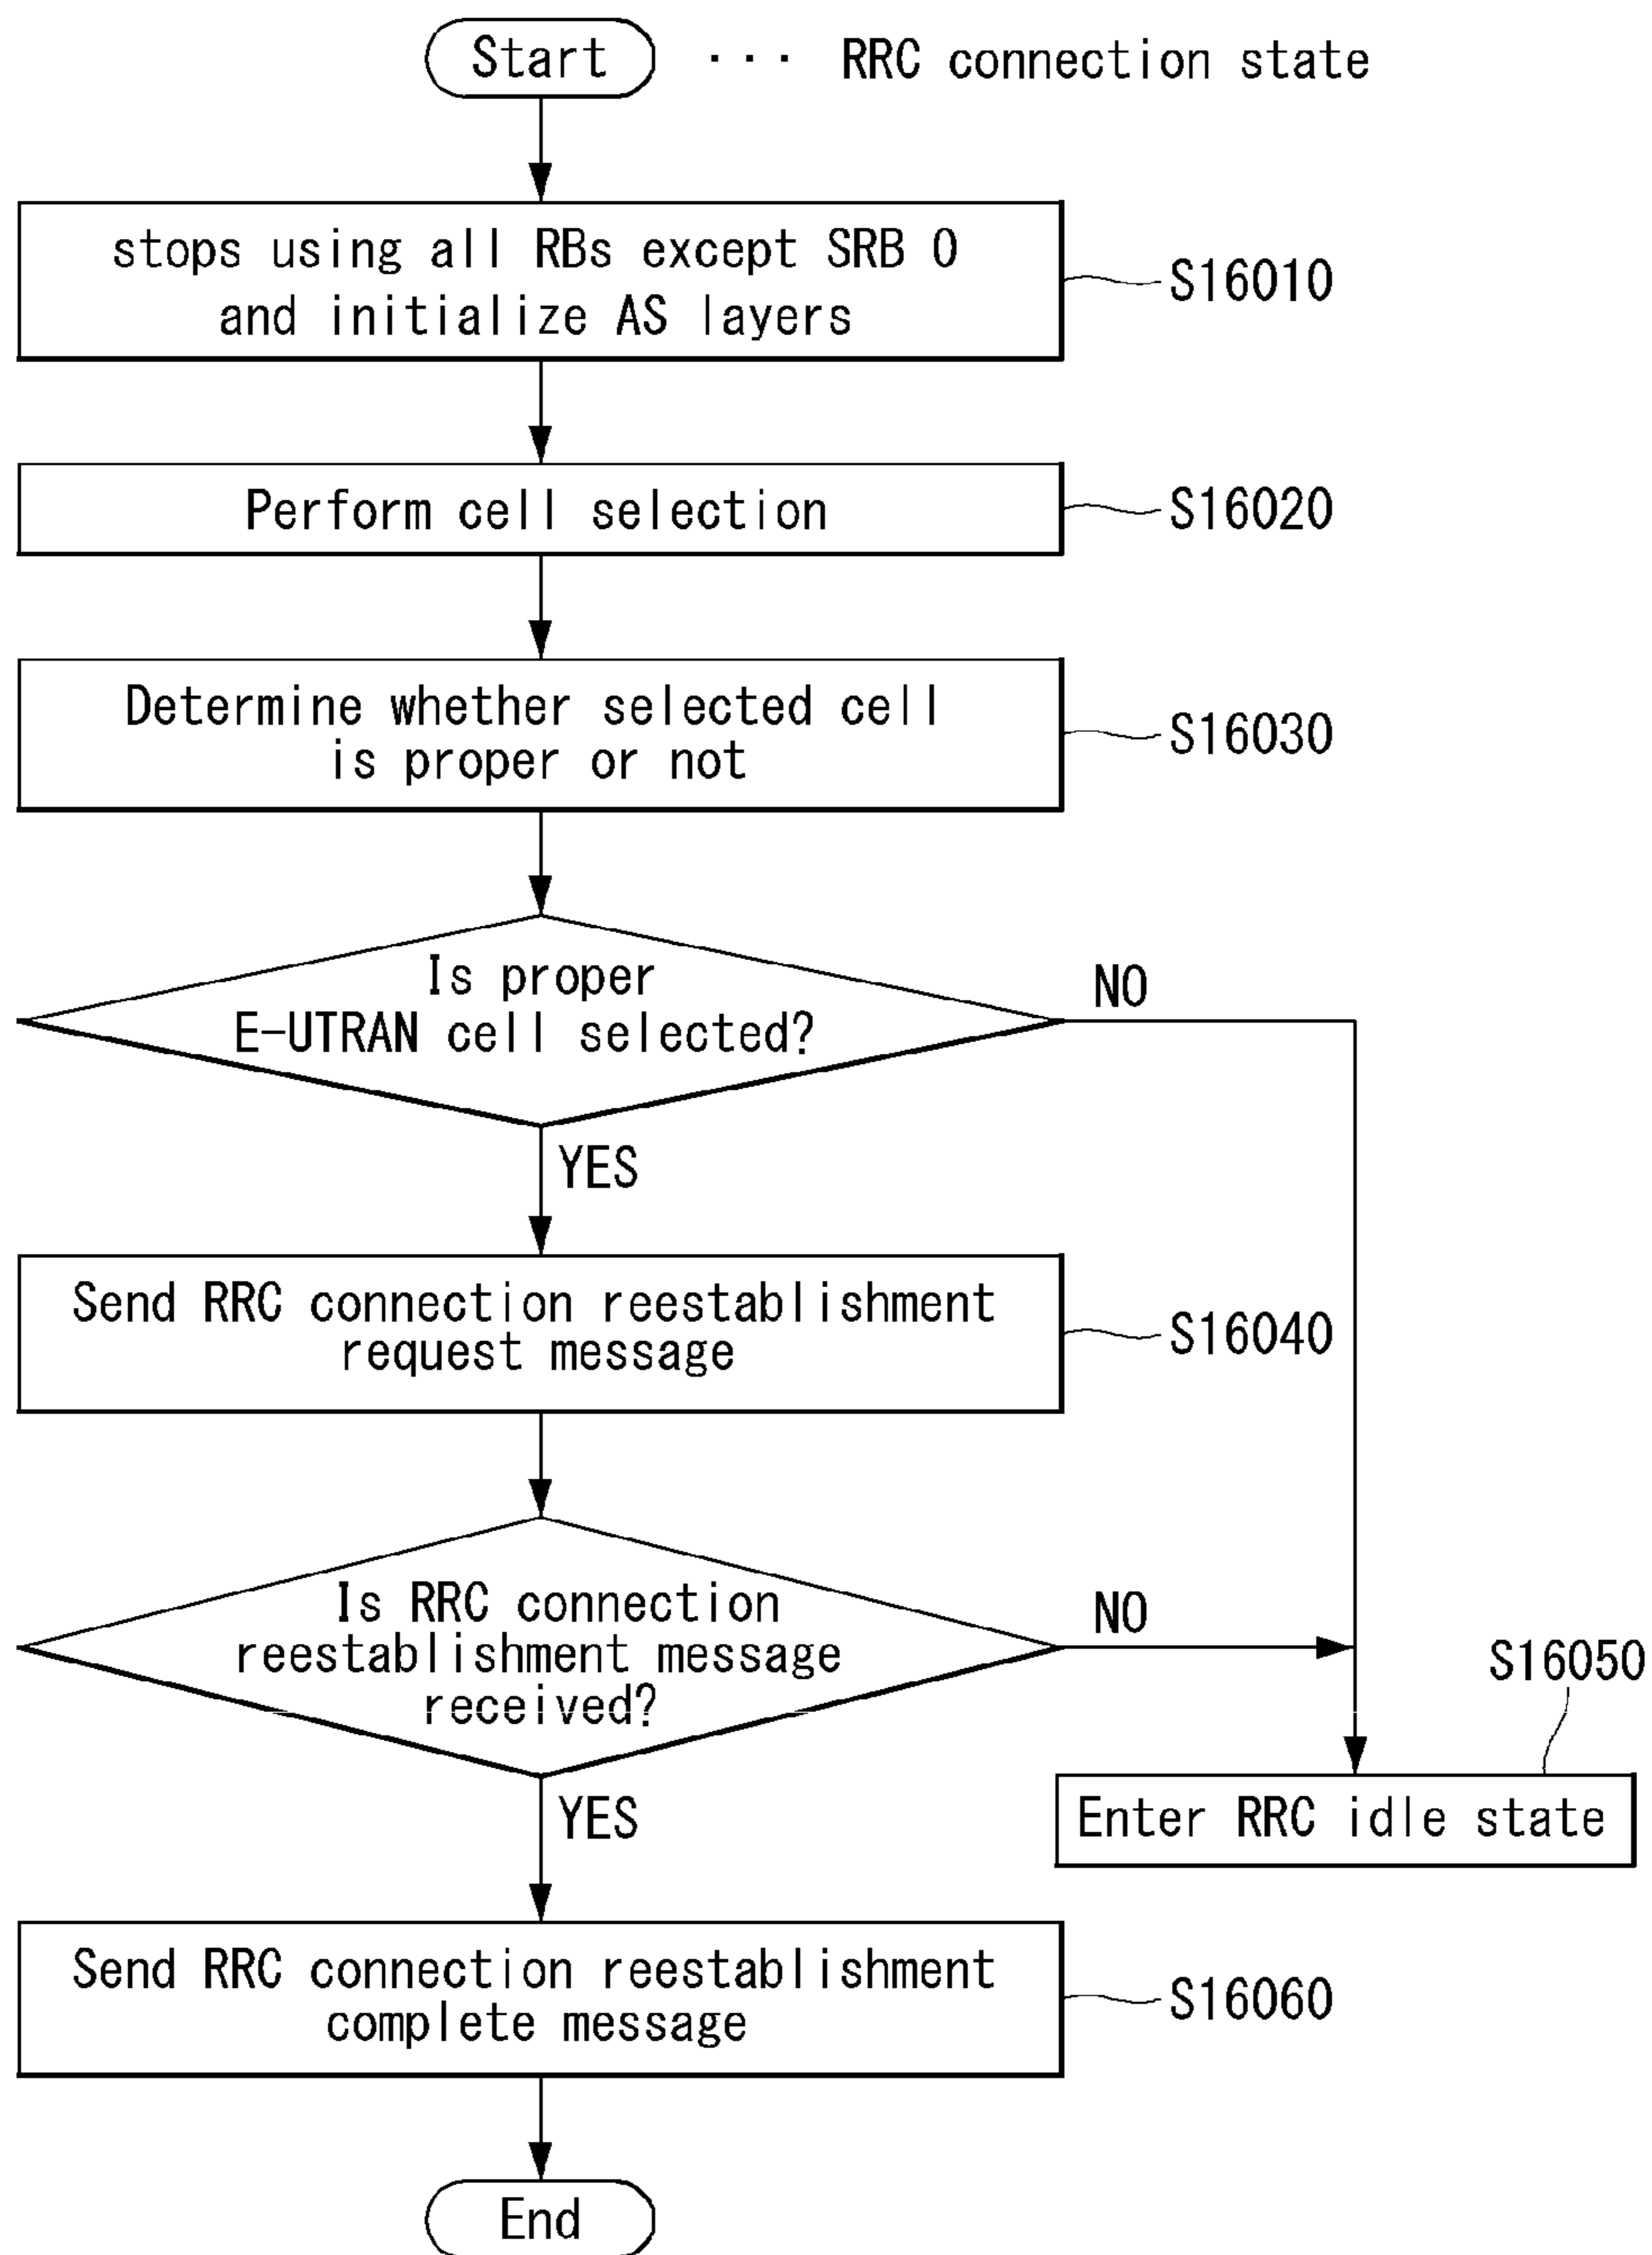 Start ... RRC connection state
stops using all RBs except SRB 0
and initialize AS layers
S16010
Perform cell selection
S16020
Determine whether selected cell
is proper or not
S16030
Is proper
E-UTRAN cell selected?
NO
YES
Send RRC connection reestablishment
request message
S16040
Is RRC connection
reestablishment message
received?
NO
S16050
YES
Enter RRC idle state
Send RRC connection reestablishment
complete message
S16060
End